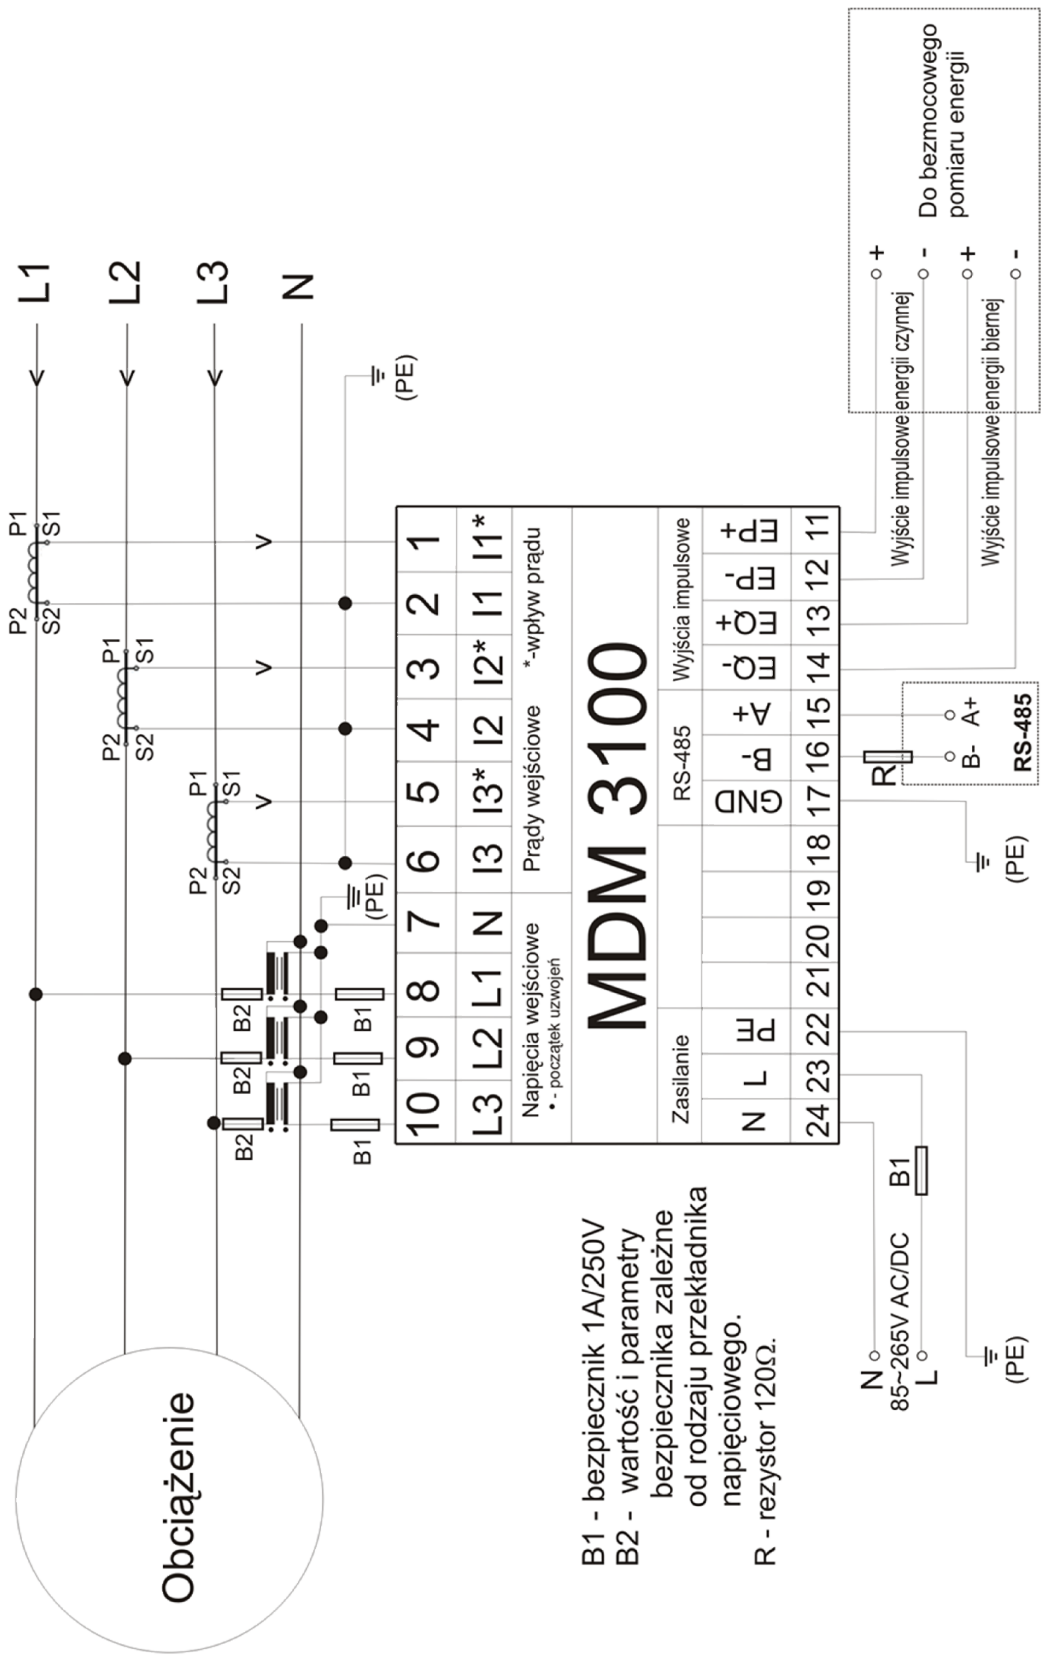 L1
L2
L3
N
P1
S1
P2
S2
P1
S1
P2
S2
P1
S1
P2
S2
(PE)
(PE)
B2
B2
B2
B1
B1
B1
Obciążenie
10 9 8 7 6 5 4 3 2 1
L3 L2 L1 N I3 I3* I2 I2* I1 I1*
Napięcia wejściowe
• - początek uzwojeń
Prądy wejściowe
*-wpływ prądu
MDM 3100
Zasilanie
RS-485
Wyjścia impulsowe
N L PE GND B- A+ EQ- EQ+ EP- EP+
24 23 22 21 20 19 18 17 16 15 14 13 12 11
N
85~265V AC/DC
L
B1
(PE)
(PE)
R
B- A+
RS-485
Wyjście impulsowe energii czynnej
Wyjście impulsowe energii biernej
+
-
+
-
Do bezmocowego
pomiaru energii
B1 - bezpiecznik 1A/250V
B2 - wartość i parametry
bezpiecznika zależne
od rodzaju przekładnika
napięciowego.
R - rezystor 120Ω.